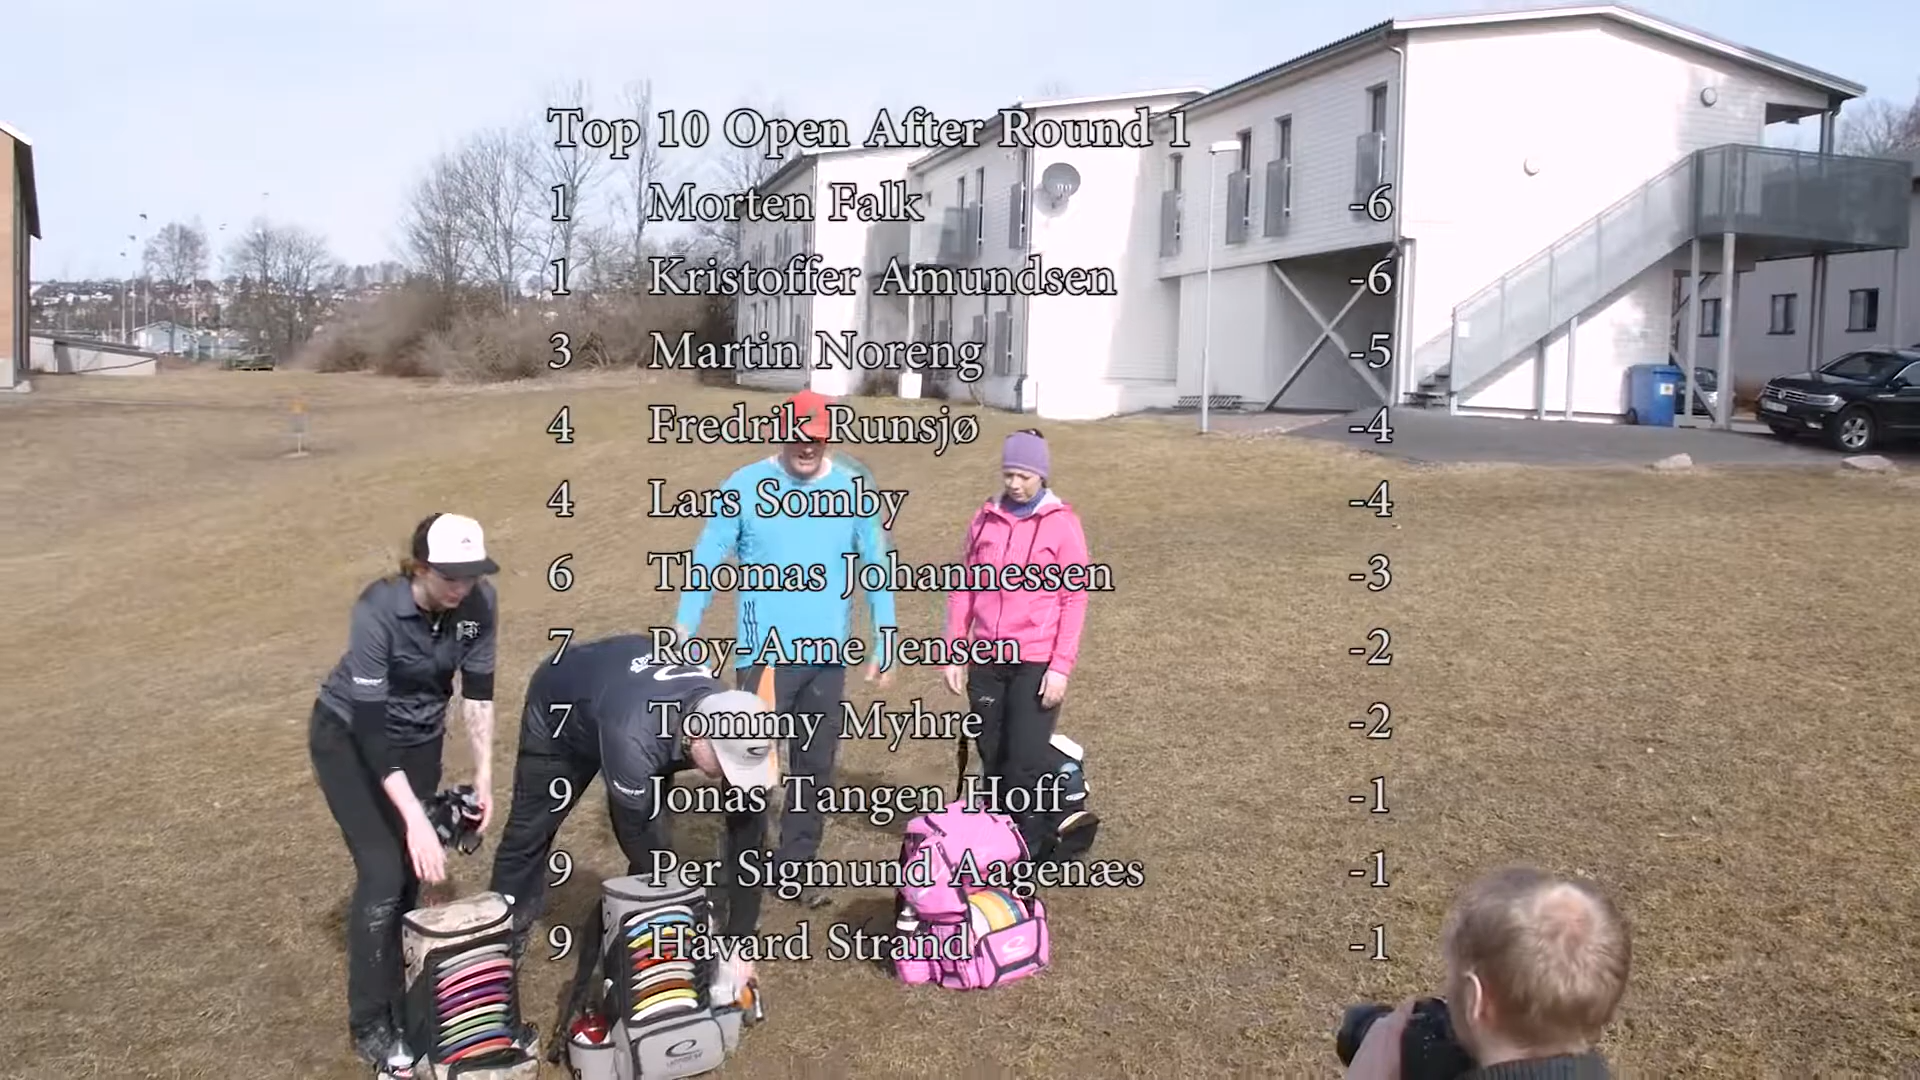 Top 10 Open After Round 1
1 Morten Falk -6
1 Kristoffer Amundsen -6
3 Martin Noreng -5
4 Fredrik Runsjø -4
4 Lars Somby -4
6 Thomas Johannessen -3
7 Roy-Arne Jensen -2
7 Tommy Myhre -2
9 Jonas Tangen Hoff -1
9 Per Sigmund Aagenæs -1
9 Håvard Strand -1